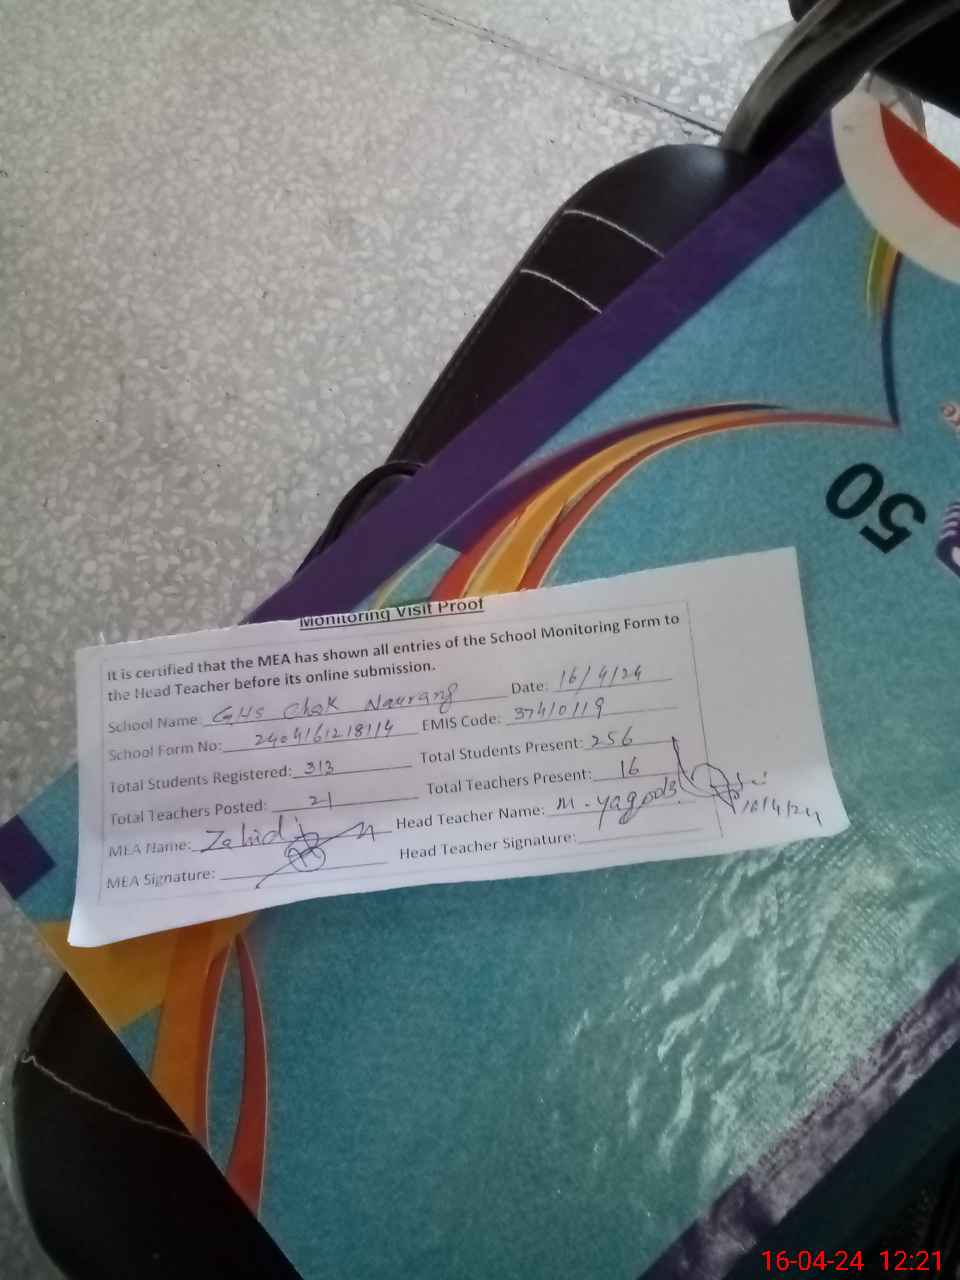 50
Monitoring Visit Proof
It is certified that the MEA has shown all entries of the School Monitoring Form to
the Head Teacher before its online submission.
School Name: GHS Chak Naurang Date: 16/4/24
School Form No: EMIS Code: 37410119
Total Students Registered: 313 Total Students Present: 256
Total Teachers Posted: 21 Total Teachers Present: 16
MEA Name: Zahid Head Teacher Name: M. Yaqoob
MEA Signature: Head Teacher Signature:
16/4/24
16-04-24 12:21